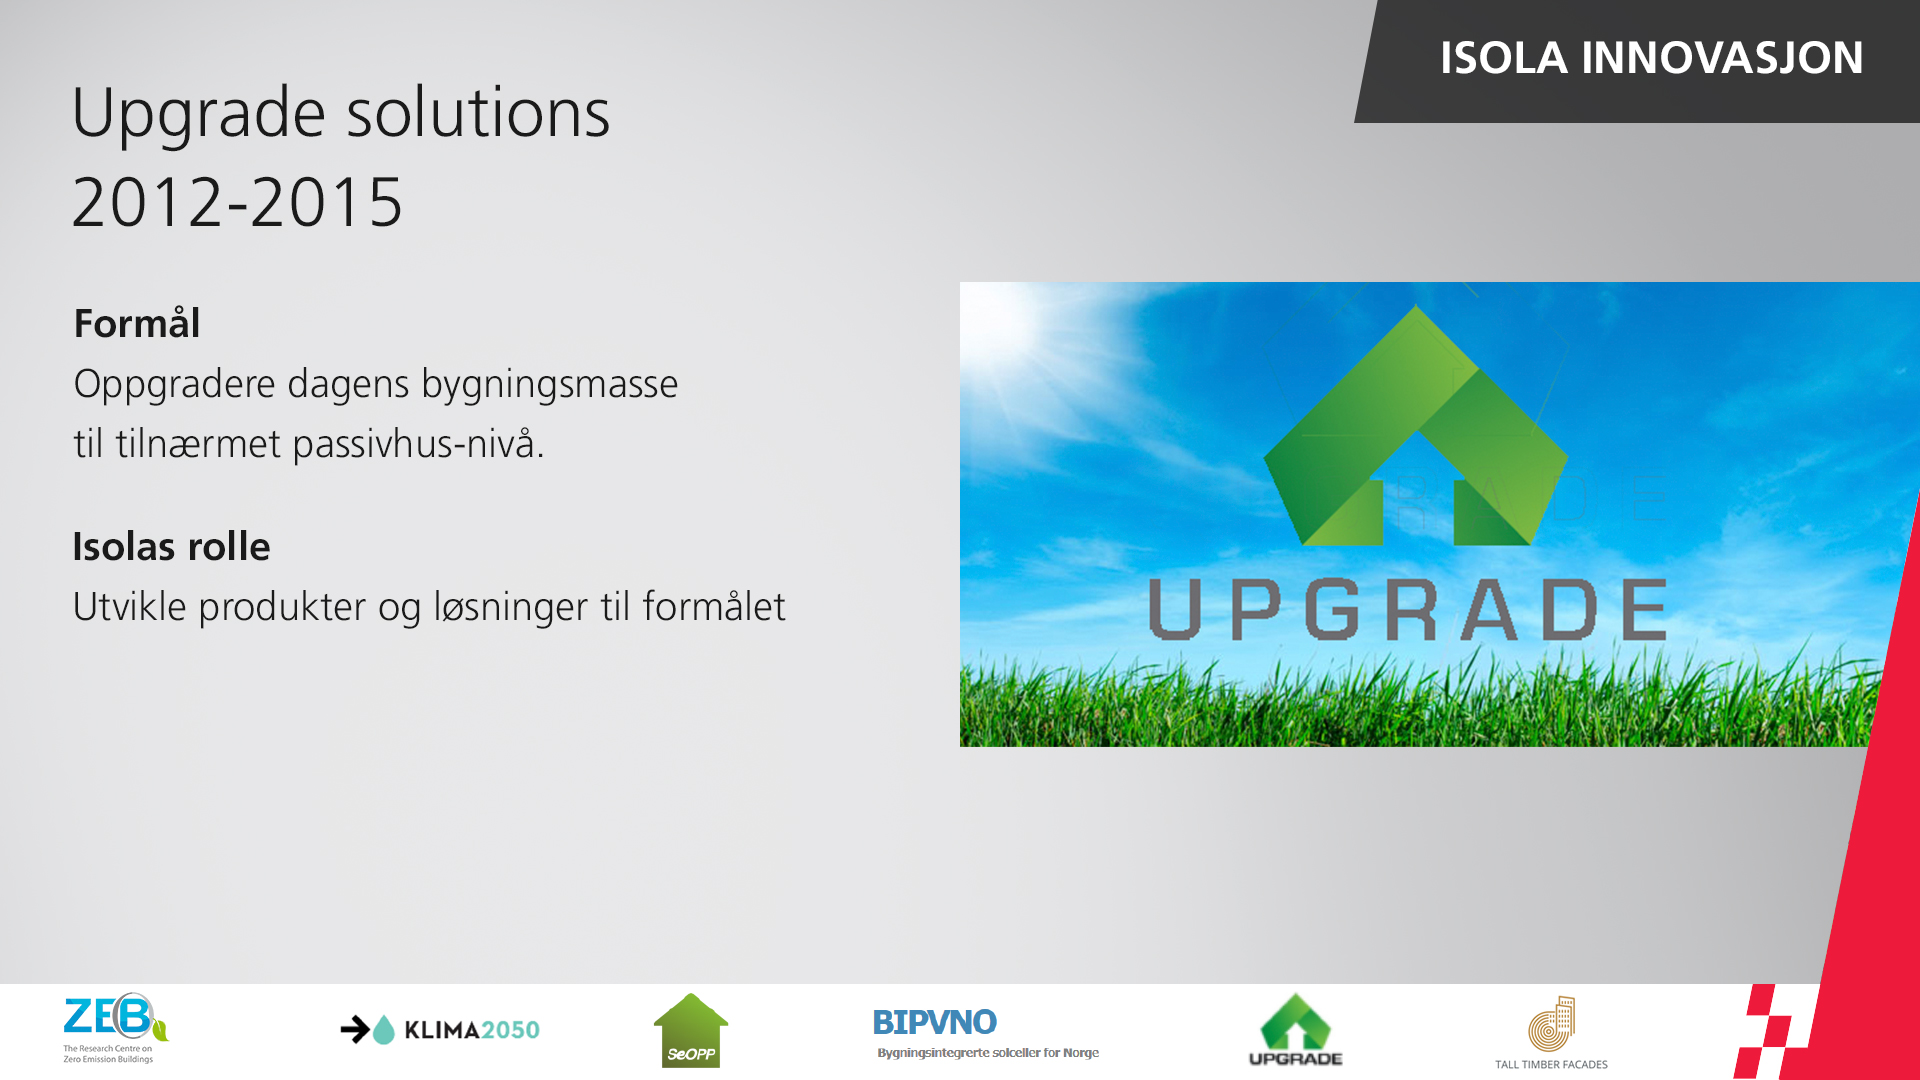 ISOLA INNOVASJON
Upgrade solutions
2012-2015
Formål
Oppgradere dagens bygningsmasse
til tilnærmet passivhus-nivå.
Isolas rolle
Utvikle produkter og løsninger til formålet
RADE
UPGRADE
ZEB
The Research Centre on
Zero Emission Buildings
KLIMA2050
SeOPP
BIPVNO
Bygningsintegrerte solceller for Norge
UPGRADE
TALL TIMBER FACADES